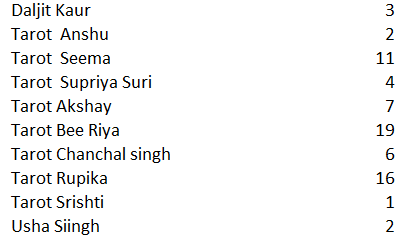 Daljit Kaur 3
Tarot  Anshu 2
Tarot  Seema 11
Tarot  Supriya Suri 4
Tarot Akshay 7
Tarot Bee Riya 19
Tarot Chanchal singh 6
Tarot Rupika 16
Tarot Srishti 1
Usha Siingh 2